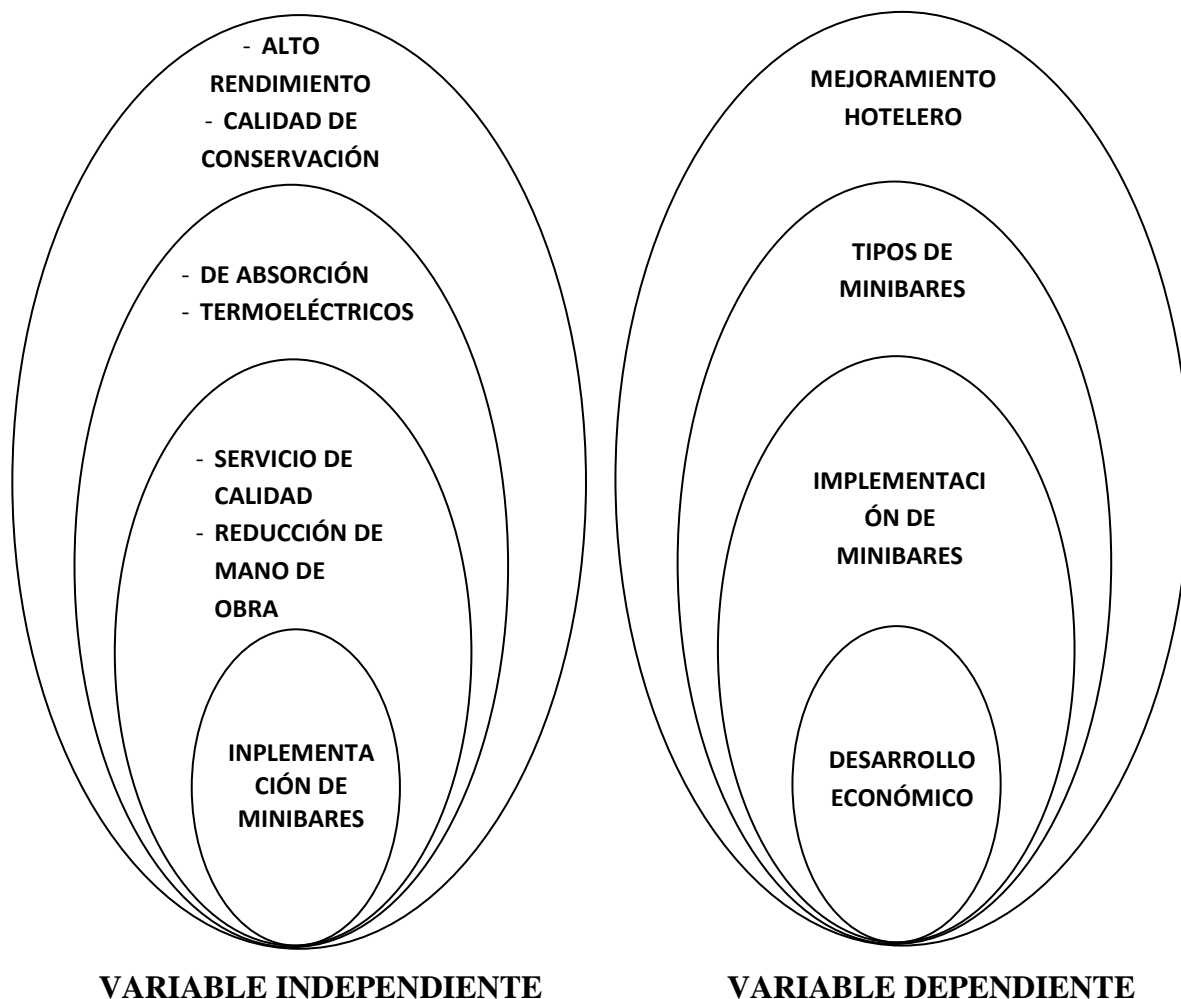 - ALTO
RENDIMIENTO
- CALIDAD DE
CONSERVACIÓN
- DE ABSORCIÓN
- TERMOELÉCTRICOS
- SERVICIO DE
CALIDAD
- REDUCCIÓN DE
MANO DE
OBRA
INPLEMENTA
CIÓN DE
MINIBARES
VARIABLE INDEPENDIENTE
MEJORAMIENTO
HOTELERO
TIPOS DE
MINIBARES
IMPLEMENTACI
ÓN DE
MINIBARES
DESARROLLO
ECONÓMICO
VARIABLE DEPENDIENTE